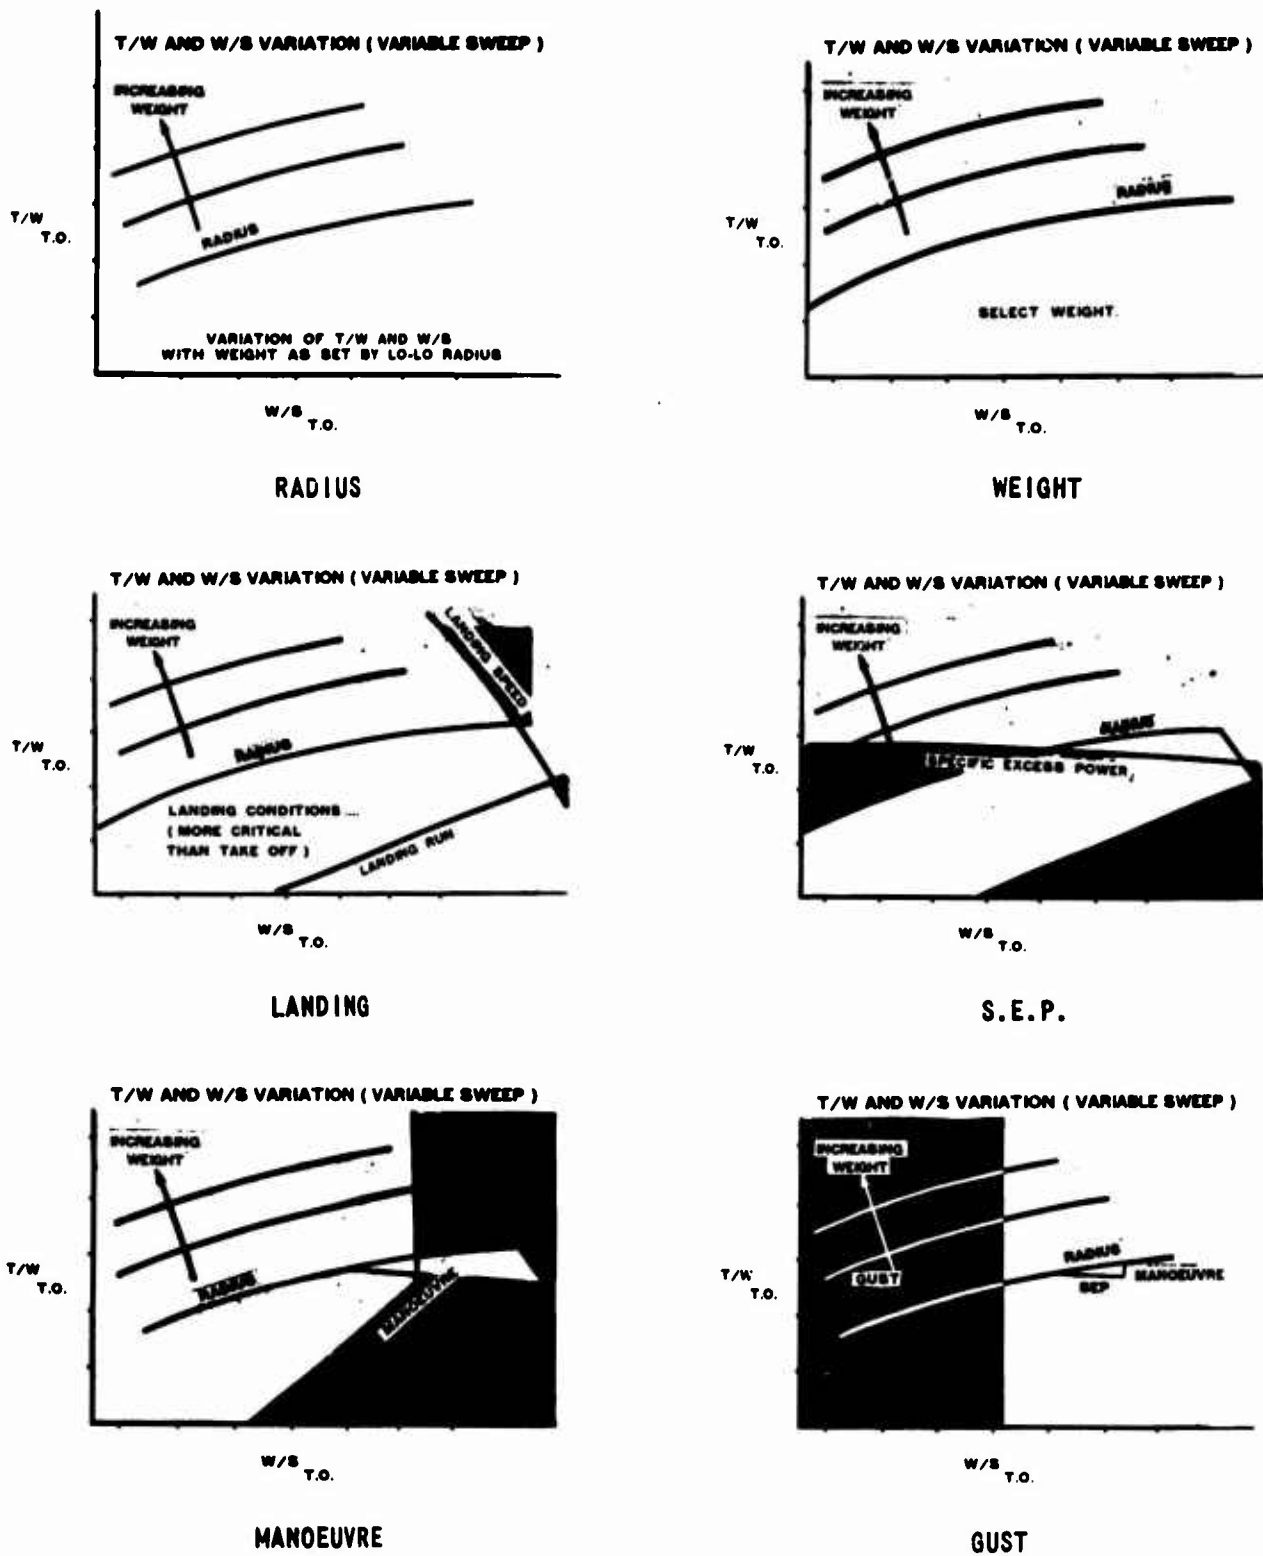 T/W AND W/S VARIATION ( VARIABLE SWEEP )
INCREASING
WEIGHT
RADIUS
T/W
T.O.
VARIATION OF T/W AND W/S
WITH WEIGHT AS SET BY LO-LO RADIUS
W/S
T.O.
RADIUS
T/W AND W/S VARIATION ( VARIABLE SWEEP )
INCREASING
WEIGHT
RADIUS
T/W
T.O.
SELECT WEIGHT.
W/S
T.O.
WEIGHT
T/W AND W/S VARIATION ( VARIABLE SWEEP )
INCREASING
WEIGHT
LANDING SPEED
RADIUS
T/W
T.O.
LANDING CONDITIONS ...
( MORE CRITICAL
THAN TAKE OFF )
LANDING RUN
W/S
T.O.
LANDING
T/W AND W/S VARIATION ( VARIABLE SWEEP )
INCREASING
WEIGHT
RADIUS
T/W
T.O.
SPECIFIC EXCESS POWER
W/S
T.O.
S.E.P.
T/W AND W/S VARIATION ( VARIABLE SWEEP )
INCREASING
WEIGHT
T/W
T.O.
RADIUS
MANOEUVRE
W/S
T.O.
MANOEUVRE
T/W AND W/S VARIATION ( VARIABLE SWEEP )
INCREASING
WEIGHT
RADIUS
T/W
T.O.
GUST
SEP
MANOEUVRE
W/S
T.O.
GUST